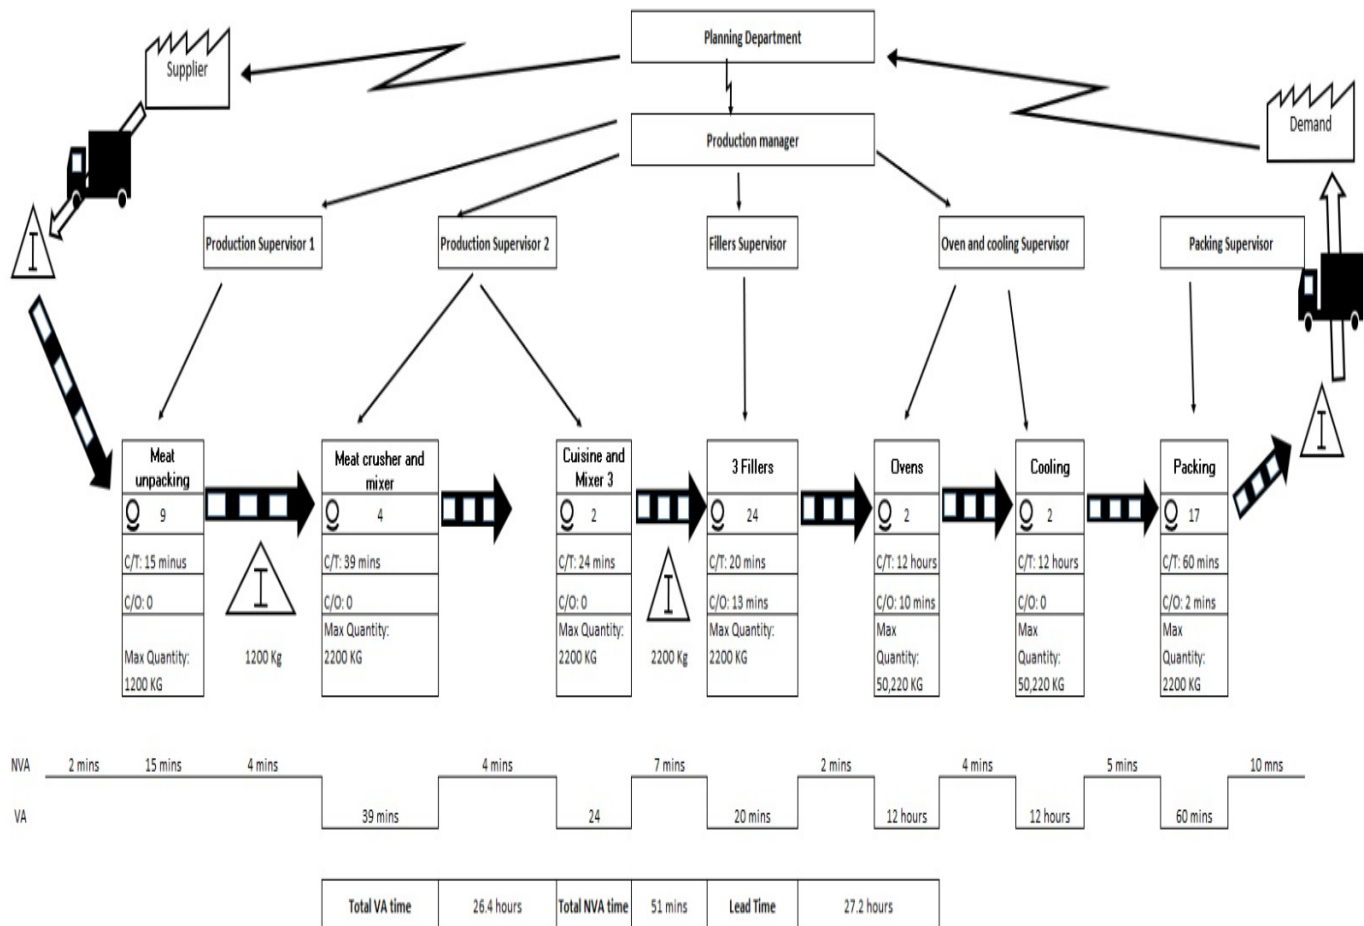 Planning Department
Supplier
Demand
Production manager
Production Supervisor 1
Production Supervisor 2
Fillers Supervisor
Oven and cooling Supervisor
Packing Supervisor
I
I
Meat
unpacking
9
C/T: 15 minus
C/O: 0
Max Quantity:
1200 KG
I
1200 Kg
Meat crusher and
mixer
4
C/T: 39 mins
C/O: 0
Max Quantity:
2200 KG
Cuisine and
Mixer 3
2
C/T: 24 mins
C/O: 0
Max Quantity:
2200 KG
I
2200 Kg
3 Fillers
24
C/T: 20 mins
C/O: 13 mins
Max Quantity:
2200 KG
Ovens
2
C/T: 12 hours
C/O: 10 mins
Max
Quantity:
50,220 KG
Cooling
2
C/T: 12 hours
C/O: 0
Max
Quantity:
50,220 KG
Packing
17
C/T: 60 mins
C/O: 2 mins
Max
Quantity:
2200 KG
NVA 2 mins 15 mins 4 mins 4 mins 7 mins 2 mins 4 mins 5 mins 10 mns
VA 39 mins 24 20 mins 12 hours 12 hours 60 mins
Total VA time 26.4 hours Total NVA time 51 mins Lead Time 27.2 hours